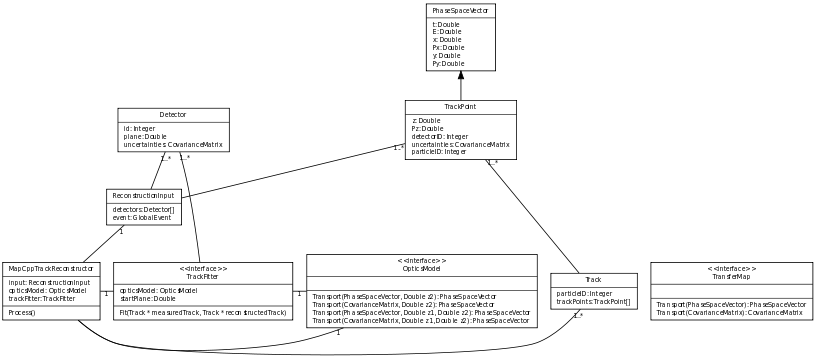 PhaseSpaceVector
t:Double
E:Double
x:Double
Px:Double
y:Double
Py:Double
Detector
id:Integer
plane:Double
uncertainties:CovarianceMatrix
TrackPoint
z:Double
Pz:Double
detectorID:Integer
uncertainties:CovarianceMatrix
particleID:Integer
1..*
1..*
1..*
1..*
ReconstructionInput
detectors:Detector[]
event:GlobalEvent
1
MapCppTrackReconstructor
input:ReconstructionInput
opticsModel:OpticsModel
trackFitter:TrackFitter
Process()
1
<<Interface>>
TrackFitter
opticsModel:OpticsModel
startPlane:Double
Fit(Track * measuredTrack, Track * reconstructedTrack)
1
<<Interface>>
OpticsModel
Transport(PhaseSpaceVector, Double z2):PhaseSpaceVector
Transport(CovarianceMatrix, Double z2):PhaseSpaceVector
Transport(PhaseSpaceVector, Double z1, Double z2):PhaseSpaceVector
Transport(CovarianceMatrix, Double z1,Double z2):PhaseSpaceVector
1
Track
particleID:Integer
trackPoints:TrackPoint[]
1..*
<<Interface>>
TransferMap
Transport(PhaseSpaceVector):PhaseSpaceVector
Transport(CovarianceMatrix):CovarianceMatrix